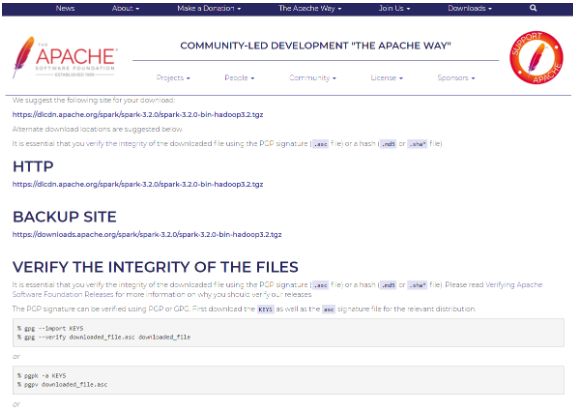 News About Make a Donation The Apache Way Join Us Downloads
THE
APACHE
SOFTWARE FOUNDATION
ESTABLISHED 1999
COMMUNITY-LED DEVELOPMENT "THE APACHE WAY"
SUPPORT
APACHE
Projects People Community License Sponsors
We suggest the following site for your download:
https://dlcdn.apache.org/spark/spark-3.2.0/spark-3.2.0-bin-hadoop3.2.tgz
Alternate download locations are suggested below.
It is essential that you verify the integrity of the downloaded file using the PGP signature ( .asc file) or a hash ( .md5 or .sha* file).
HTTP
https://dlcdn.apache.org/spark/spark-3.2.0/spark-3.2.0-bin-hadoop3.2.tgz
BACKUP SITE
https://downloads.apache.org/spark/spark-3.2.0/spark-3.2.0-bin-hadoop3.2.tgz
VERIFY THE INTEGRITY OF THE FILES
It is essential that you verify the integrity of the downloaded file using the PGP signature ( .asc file) or a hash ( .md5 or .sha* file). Please read Verifying Apache
Software Foundation Releases for more information on why you should verify our releases.
The PGP signature can be verified using PGP or GPG. First download the KEYS as well as the asc signature file for the relevant distribution.
% gpg --import KEYS
% gpg --verify downloaded_file.asc downloaded_file
or
% pgpk -a KEYS
% pgpv downloaded_file.asc
or